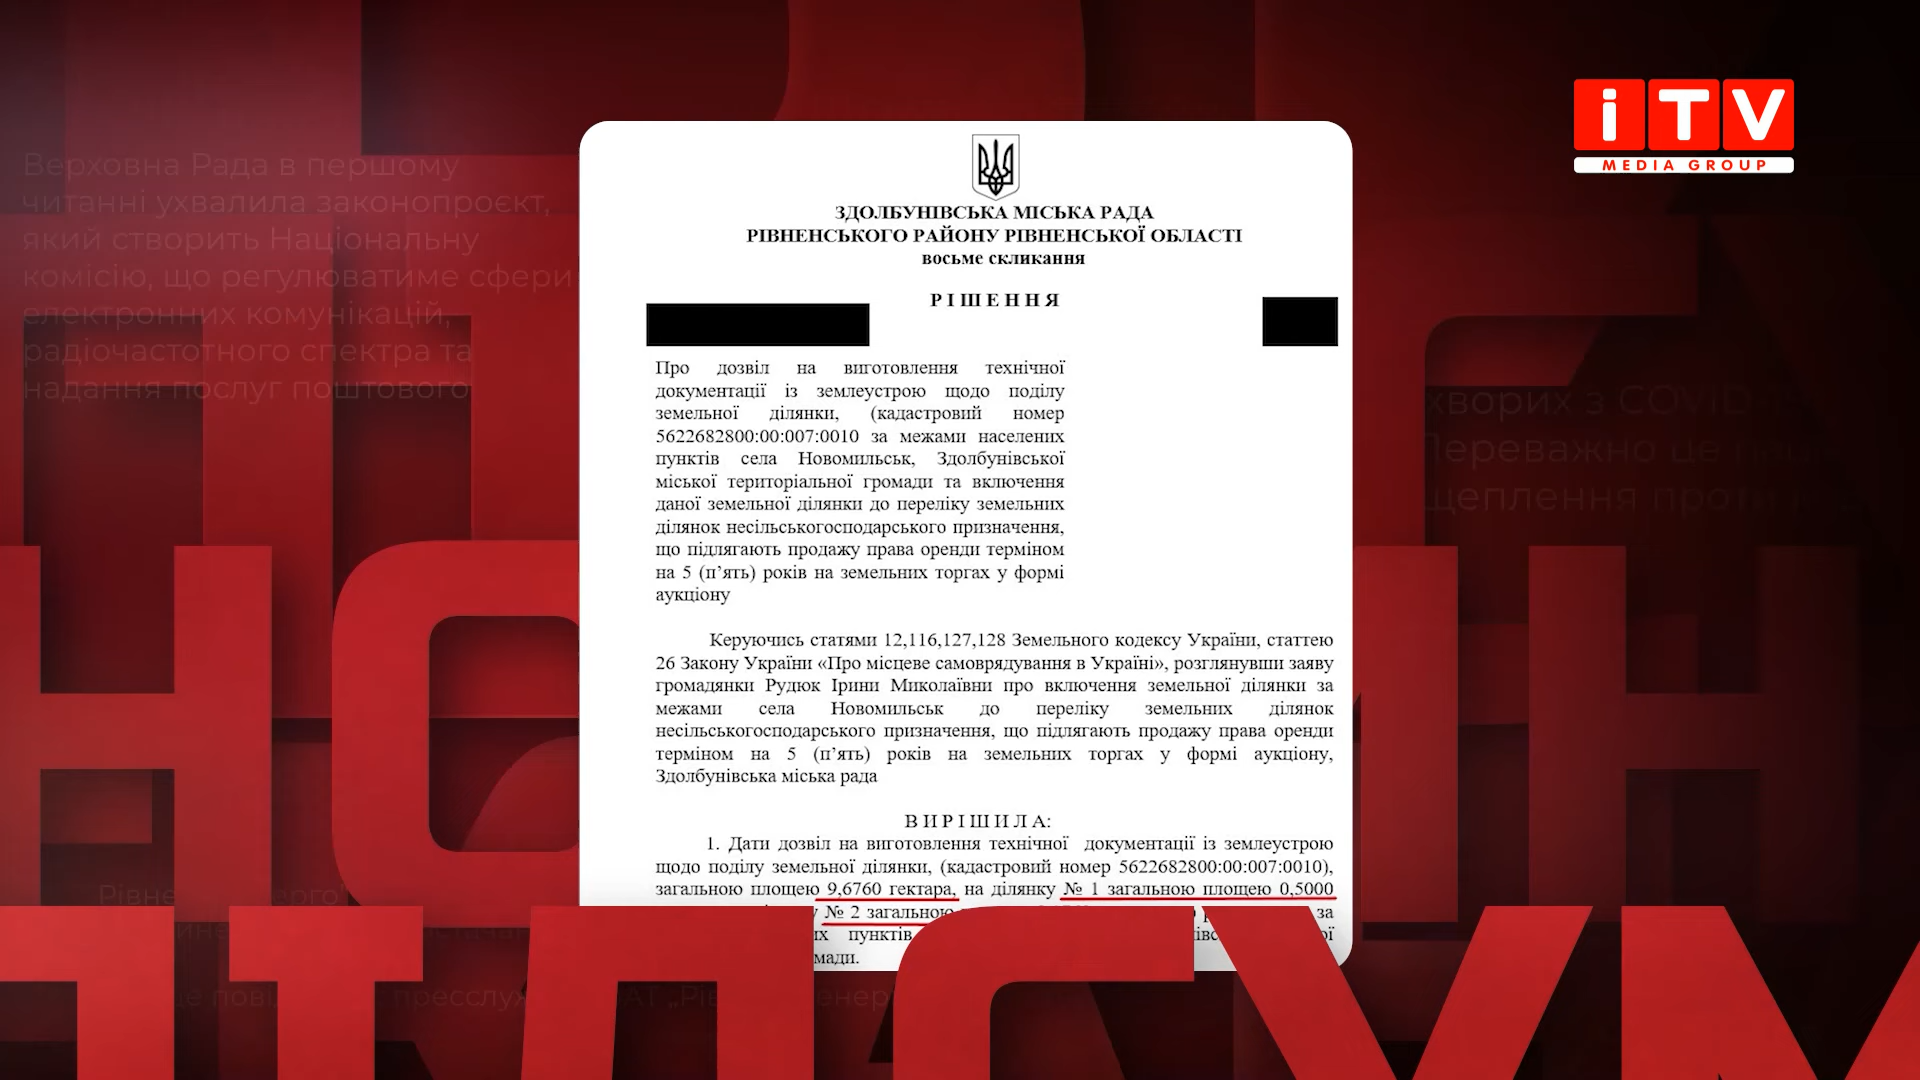 iTV
MEDIA GROUP
Верховна Рада в першому
читанні ухвалила законопроєкт,
який створить Національну
комісію, що регулюватиме сфери
електронних комунікацій,
радіочастотного спектра та
надання послуг поштового
ЗДОЛБУНІВСЬКА МІСЬКА РАДА
РІВНЕНСЬКОГО РАЙОНУ РІВНЕНСЬКОЇ ОБЛАСТІ
восьме скликання
Р І Ш Е Н Н Я
Про дозвіл на виготовлення технічної
документації із землеустрою щодо поділу
земельної ділянки, (кадастровий номер
5622682800:00:007:0010 за межами населених
пунктів села Новомильськ, Здолбунівської
міської територіальної громади та включення
даної земельної ділянки до переліку земельних
ділянок несільськогосподарського призначення,
що підлягають продажу права оренди терміном
на 5 (п’ять) років на земельних торгах у формі
аукціону
Керуючись статями 12,116,127,128 Земельного кодексу України, статтею
26 Закону України «Про місцеве самоврядування в Україні», розглянувши заяву
громадянки Рудюк Ірини Миколаївни про включення земельної ділянки за
межами села Новомильськ до переліку земельних ділянок
несільськогосподарського призначення, що підлягають продажу права оренди
терміном на 5 (п’ять) років на земельних торгах у формі аукціону,
Здолбунівська міська рада
В И Р І Ш И Л А:
1. Дати дозвіл на виготовлення технічної документації із землеустрою
щодо поділу земельної ділянки, (кадастровий номер 5622682800:00:007:0010),
загальною площею 9,6760 гектара, на ділянку № 1 загальною площею 0,5000
№ 2 загальною за
пунктів
хворих з COVID
Переважно це
щеплення проти
ПІДСУМ